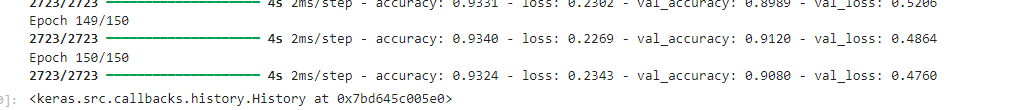 2723/2723 ━━━━━━━━━━━━━━━━━━━━ 4s 2ms/step - accuracy: 0.9331 - loss: 0.2302 - val_accuracy: 0.8989 - val_loss: 0.5206
Epoch 149/150
2723/2723 ━━━━━━━━━━━━━━━━━━━━ 4s 2ms/step - accuracy: 0.9340 - loss: 0.2269 - val_accuracy: 0.9120 - val_loss: 0.4864
Epoch 150/150
2723/2723 ━━━━━━━━━━━━━━━━━━━━ 4s 2ms/step - accuracy: 0.9324 - loss: 0.2343 - val_accuracy: 0.9080 - val_loss: 0.4760
]: <keras.src.callbacks.history.History at 0x7bd645c005e0>